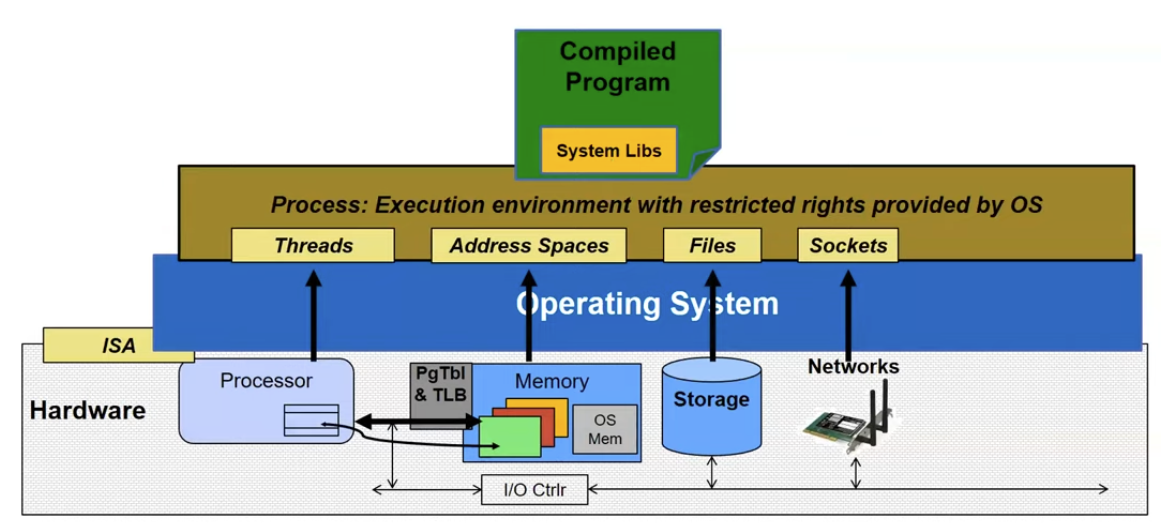 Compiled
Program
System Libs
Process: Execution environment with restricted rights provided by OS
Threads
Address Spaces
Files
Sockets
Operating System
ISA
Hardware
Processor
PgTbl
& TLB
Memory
OS
Mem
Storage
Networks
I/O Ctrlr